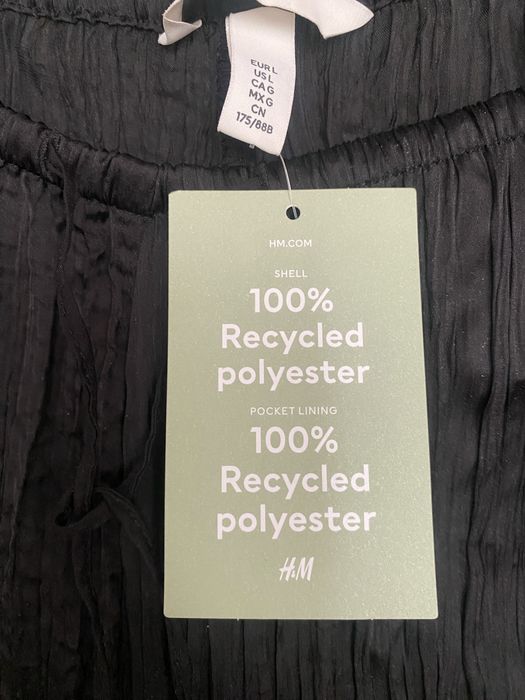 EUR L
US L
CA G
MX G
CN
175/88B
HM.COM
SHELL
100%
Recycled
polyester
POCKET LINING
100%
Recycled
polyester
H&M